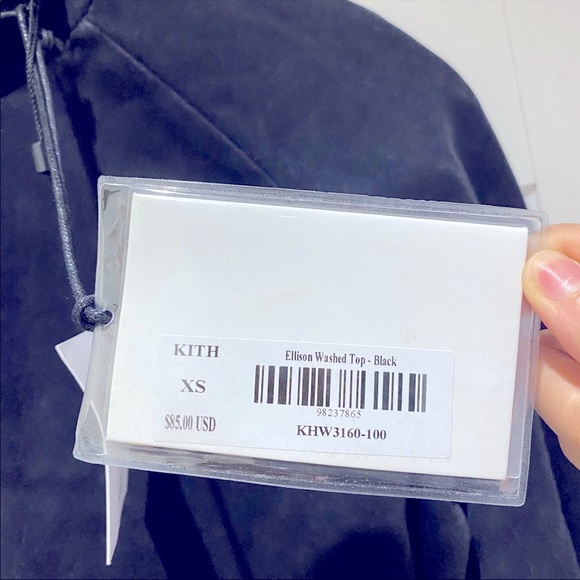 KITH
Ellison Washed Top - Black
XS
98237865
$85.00 USD
KHW3160-100